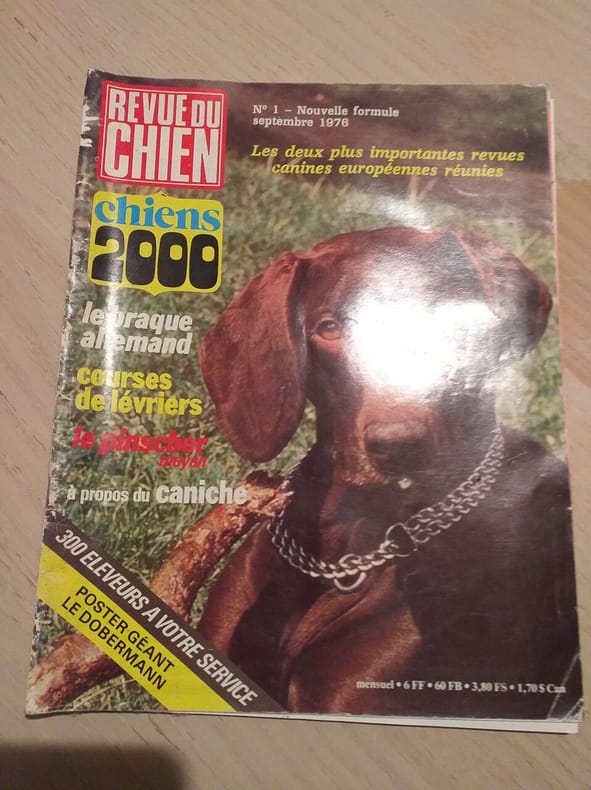 REVUE DU
CHIEN
N° 1 – Nouvelle formule
septembre 1976
Les deux plus importantes revues
canines européennes réunies
chiens
2000
le braque
allemand
courses
de lévriers
le pinscher
moyen
à propos du caniche
300 ELEVEURS A VOTRE SERVICE
POSTER GÉANT
LE DOBERMANN
mensuel • 6 FF • 60 FB • 3,80 FS • 1,70 $ Can